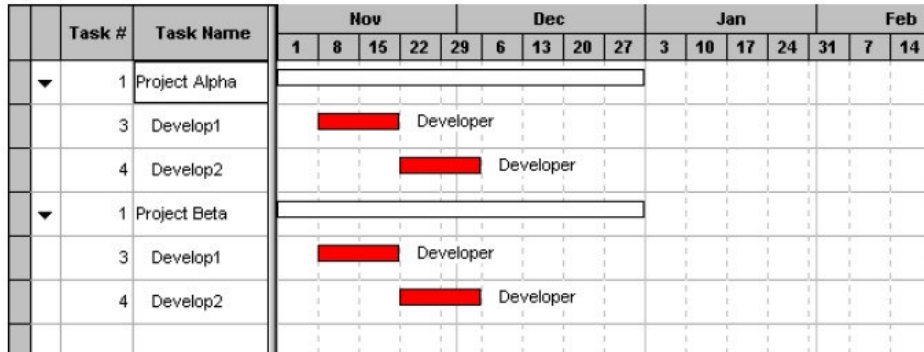 Task # Task Name Nov Dec Jan Feb
1 8 15 22 29 6 13 20 27 3 10 17 24 31 7 14
1 Project Alpha
3 Develop1 Developer
4 Develop2 Developer
1 Project Beta
3 Develop1 Developer
4 Develop2 Developer